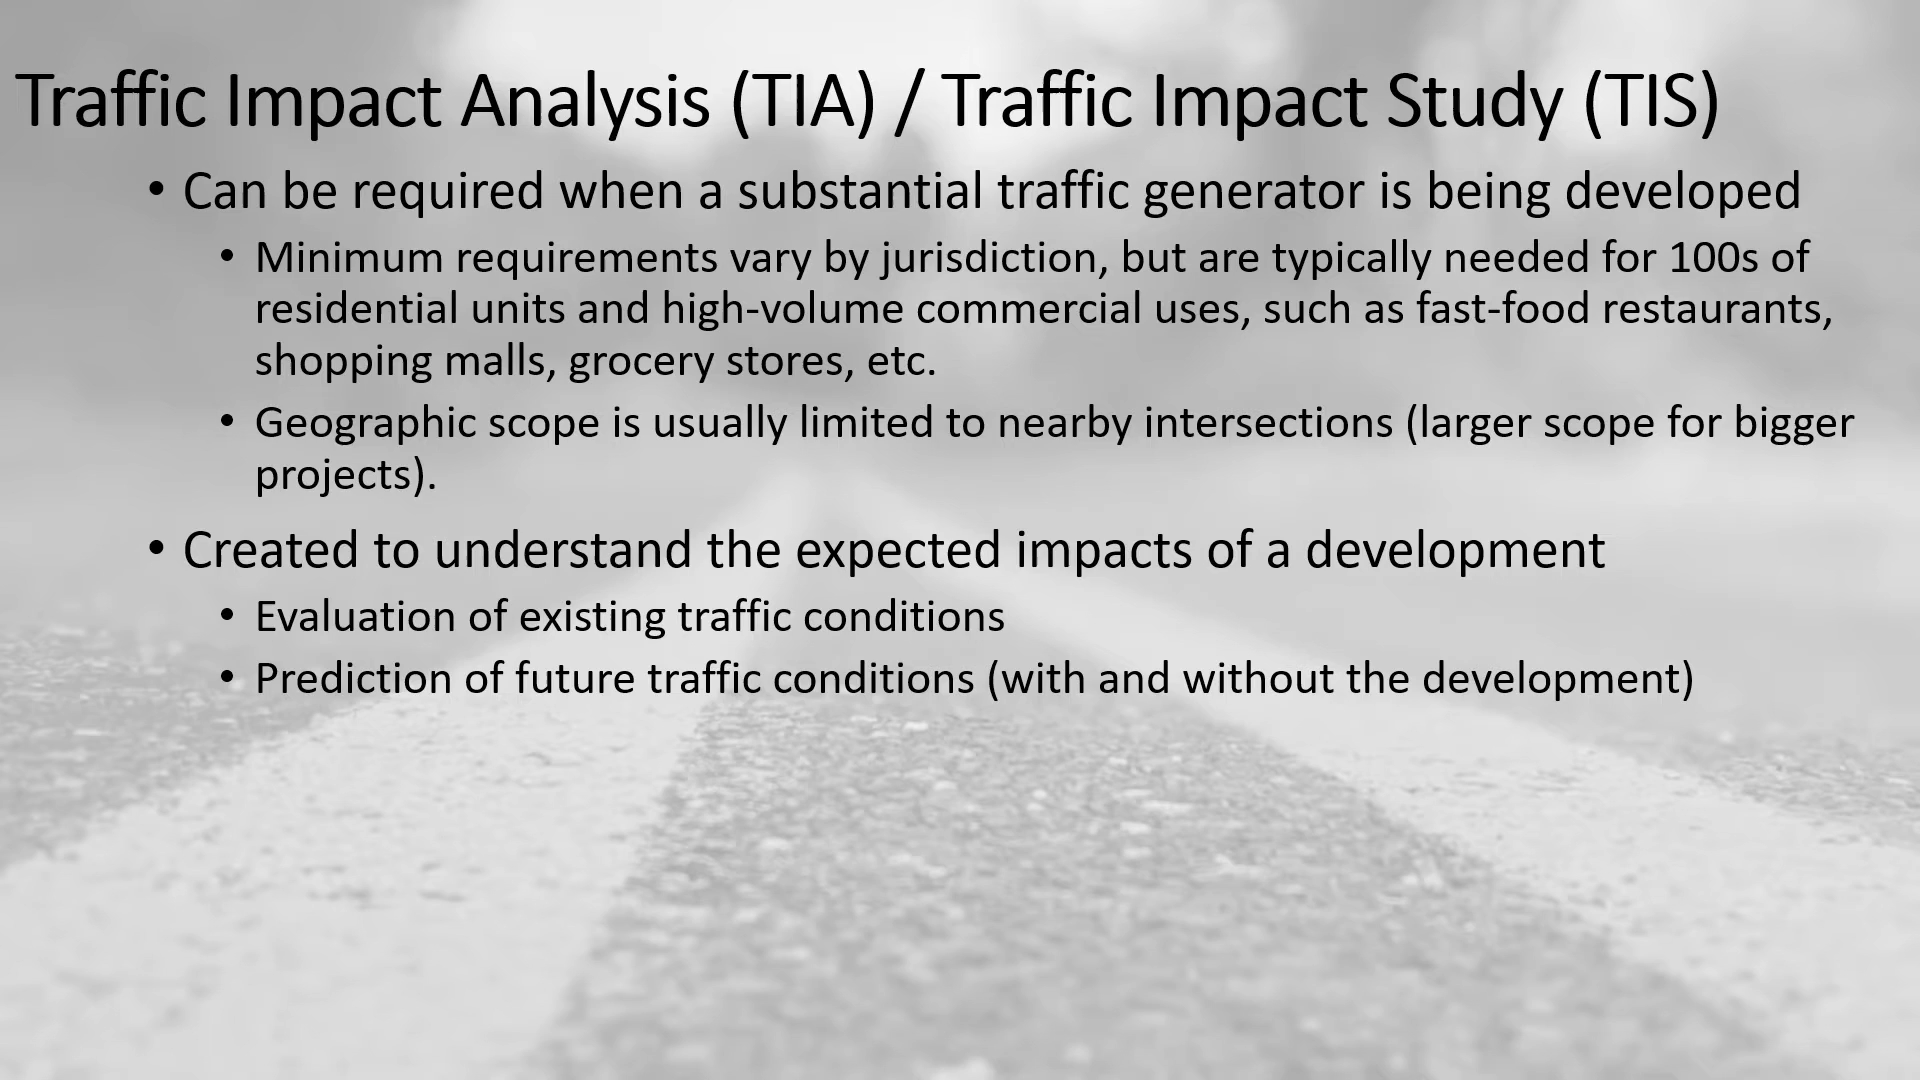 Traffic Impact Analysis (TIA) / Traffic Impact Study (TIS)
• Can be required when a substantial traffic generator is being developed
• Minimum requirements vary by jurisdiction, but are typically needed for 100s of
residential units and high-volume commercial uses, such as fast-food restaurants,
shopping malls, grocery stores, etc.
• Geographic scope is usually limited to nearby intersections (larger scope for bigger
projects).
• Created to understand the expected impacts of a development
• Evaluation of existing traffic conditions
• Prediction of future traffic conditions (with and without the development)